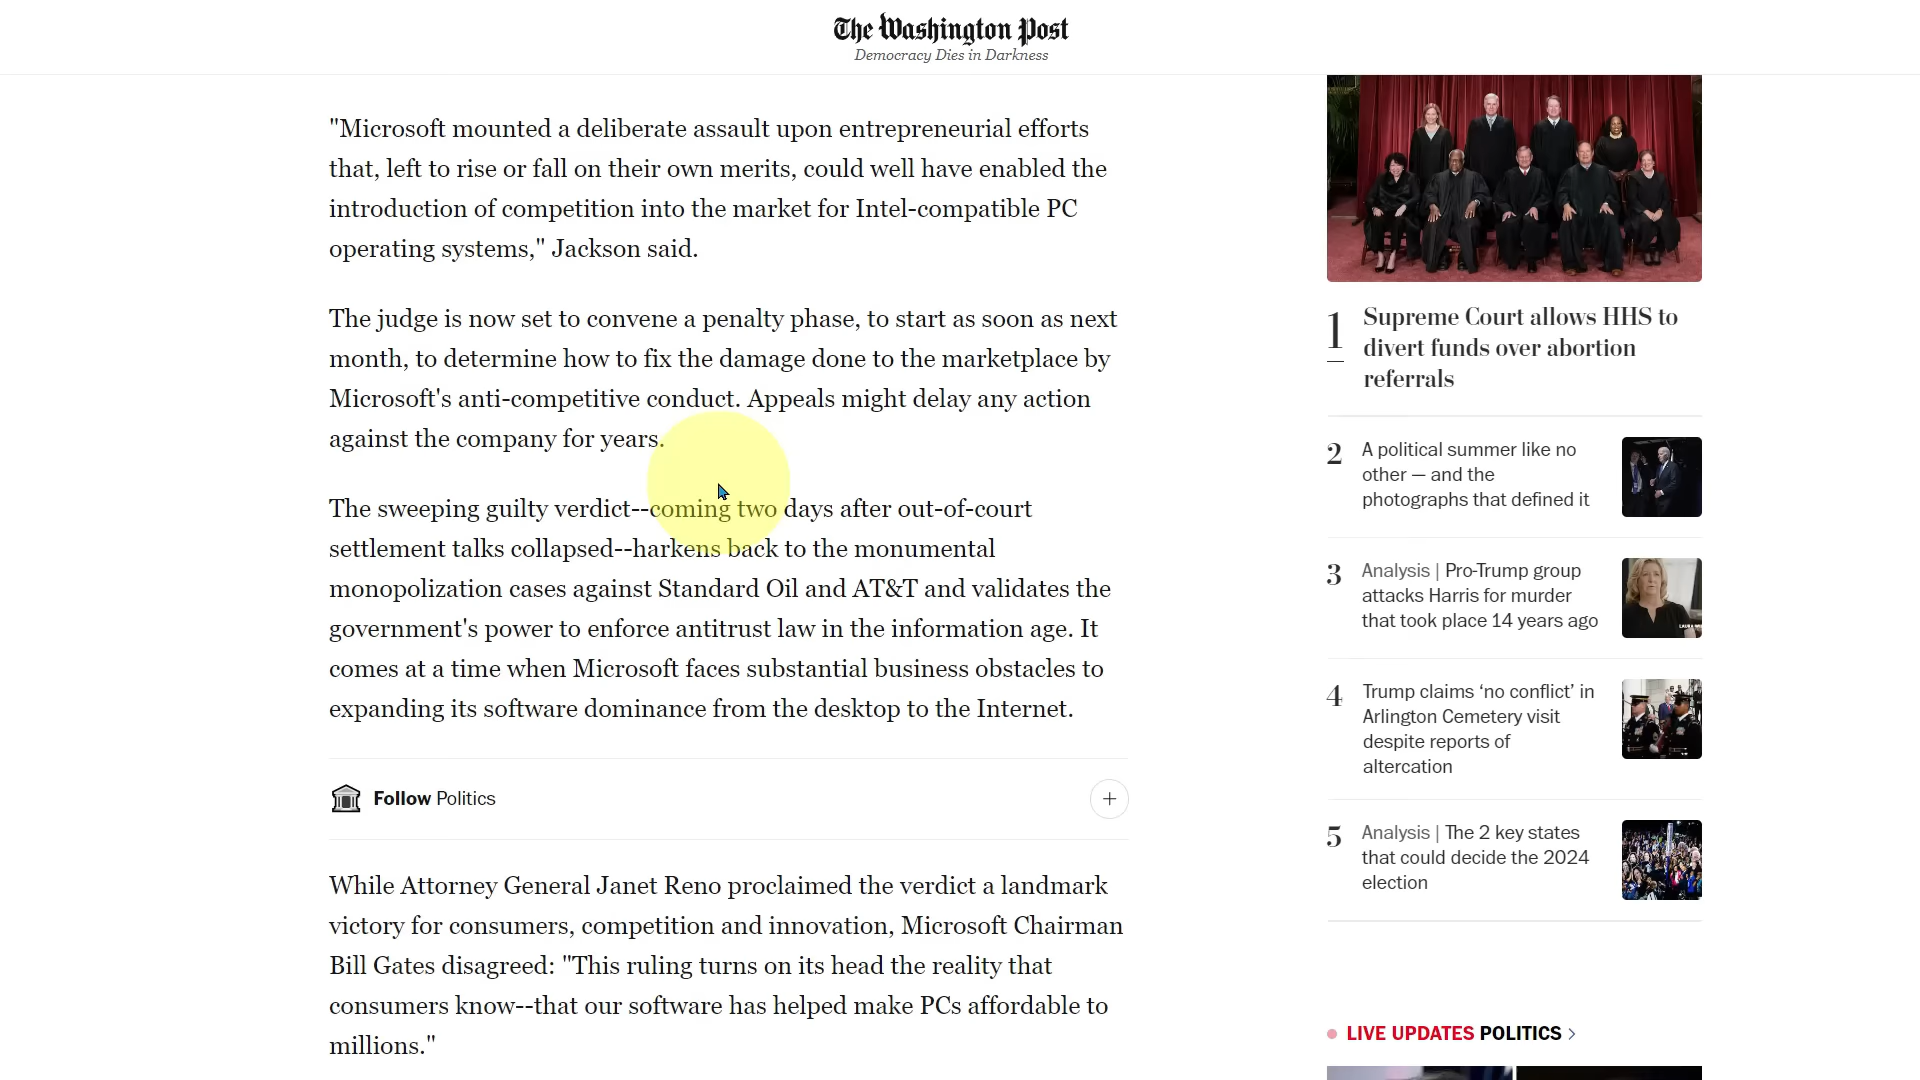 The Washington Post
Democracy Dies in Darkness
"Microsoft mounted a deliberate assault upon entrepreneurial efforts
that, left to rise or fall on their own merits, could well have enabled the
introduction of competition into the market for Intel-compatible PC
operating systems," Jackson said.
The judge is now set to convene a penalty phase, to start as soon as next
month, to determine how to fix the damage done to the marketplace by
Microsoft's anti-competitive conduct. Appeals might delay any action
against the company for years.
The sweeping guilty verdict--coming two days after out-of-court
settlement talks collapsed--harkens back to the monumental
monopolization cases against Standard Oil and AT&T and validates the
government's power to enforce antitrust law in the information age. It
comes at a time when Microsoft faces substantial business obstacles to
expanding its software dominance from the desktop to the Internet.
Follow Politics
While Attorney General Janet Reno proclaimed the verdict a landmark
victory for consumers, competition and innovation, Microsoft Chairman
Bill Gates disagreed: "This ruling turns on its head the reality that
consumers know--that our software has helped make PCs affordable to
millions."
1
Supreme Court allows HHS to
divert funds over abortion
referrals
2
A political summer like no
other — and the
photographs that defined it
3
Analysis | Pro-Trump group
attacks Harris for murder
that took place 14 years ago
4
Trump claims ‘no conflict’ in
Arlington Cemetery visit
despite reports of
altercation
5
Analysis | The 2 key states
that could decide the 2024
election
LIVE UPDATES POLITICS